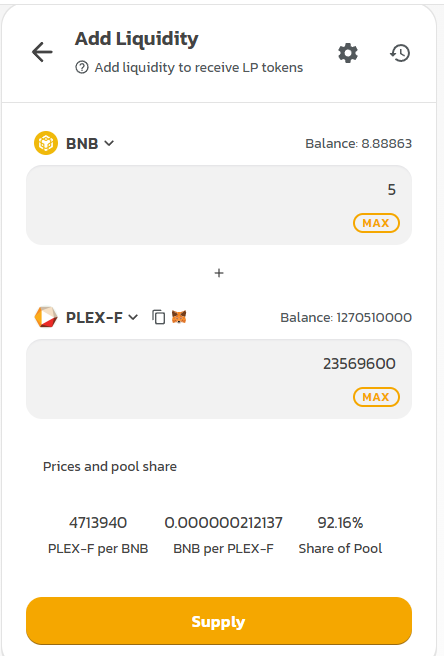 Add Liquidity
Add liquidity to receive LP tokens
BNB Balance: 8.88863
5
MAX
+
PLEX-F Balance: 1270510000
23569600
MAX
Prices and pool share
4713940 0.000000212137 92.16%
PLEX-F per BNB BNB per PLEX-F Share of Pool
Supply